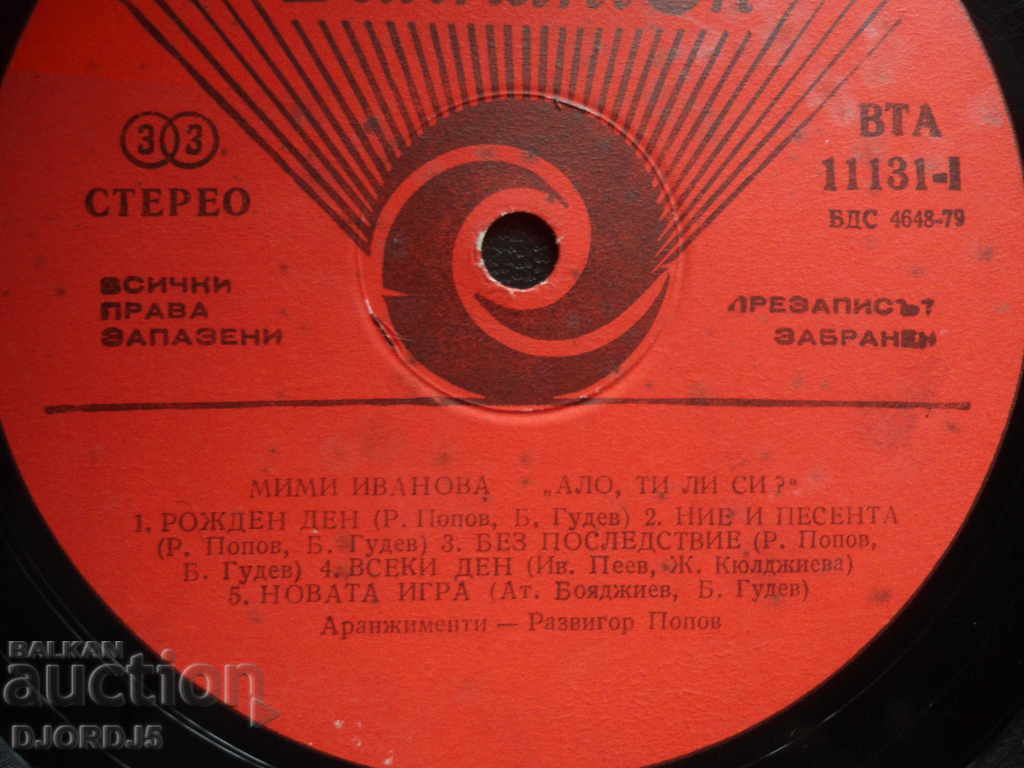 33
СТЕРЕО
ВТА
11131-I
БДС 4648-79
ВСИЧКИ
ПРАВА
ЗАПАЗЕНИ
ПРЕЗАПИСЪТ
ЗАБРАНЕН
МИМИ ИВАНОВА „АЛО, ТИ ЛИ СИ?"
1. РОЖДЕН ДЕН (Р. Попов, Б. Гудев) 2. НИЕ И ПЕСЕНТА
(Р. Попов, Б. Гудев) 3. БЕЗ ПОСЛЕДСТВИЕ (Р. Попов,
Б. Гудев) 4. ВСЕКИ ДЕН (Ив. Пеев, Ж. Кюлджиева)
5. НОВАТА ИГРА (Ат. Бояджиев, Б. Гудев)
Аранжименти — Развигор Попов
BALKAN
auction
DJORDJ5